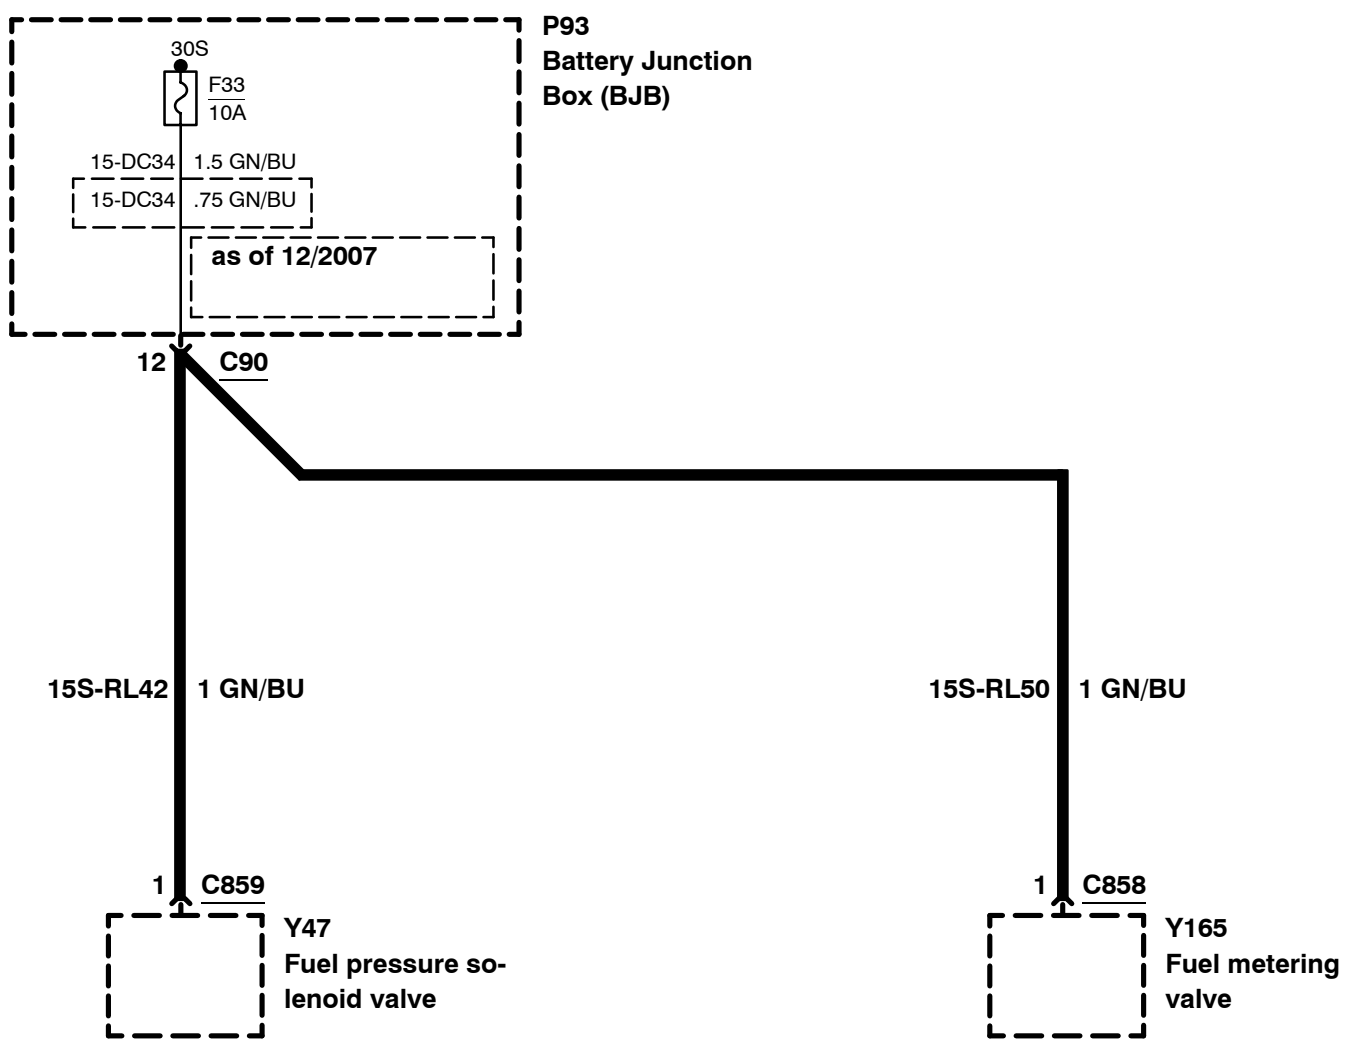 P93
Battery Junction
Box (BJB)
30S
F33
10A
15-DC34 1.5 GN/BU
15-DC34 .75 GN/BU
as of 12/2007
12 C90
15S-RL42 1 GN/BU
15S-RL50 1 GN/BU
1 C859
1 C858
Y47
Fuel pressure so-
lenoid valve
Y165
Fuel metering
valve